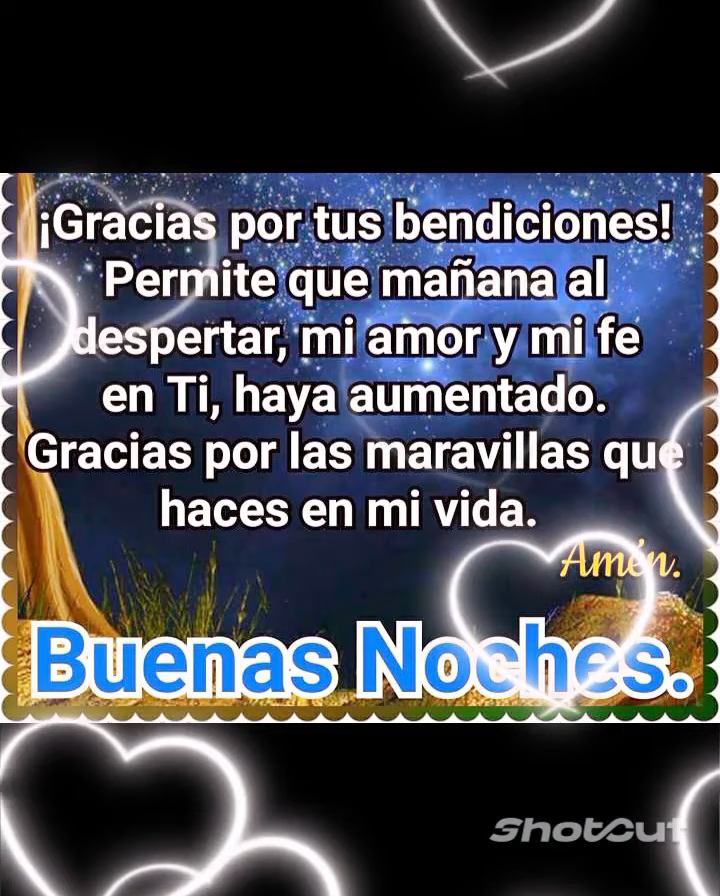 ¡Gracias por tus bendiciones!
Permite que mañana al
despertar, mi amor y mi fe
en Ti, haya aumentado.
Gracias por las maravillas que
haces en mi vida.
Amén.
Buenas Noches.
ShotCut